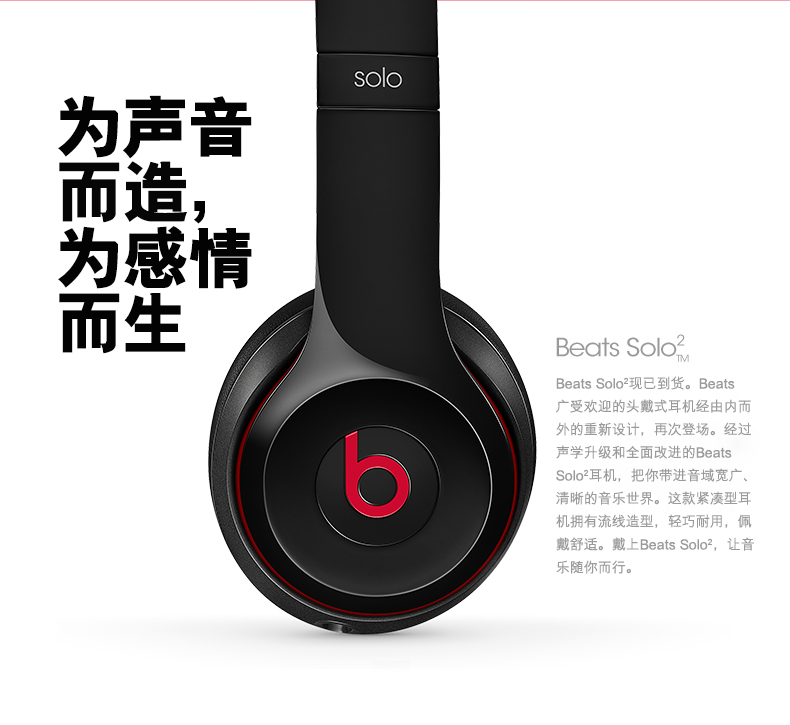 solo
为声音
而造，
为感情
而生
Beats Solo²™
Beats Solo²现已到货。Beats
广受欢迎的头戴式耳机经由内而
外的重新设计，再次登场。经过
声学升级和全面改进的Beats
Solo²耳机，把你带进音域宽广、
清晰的音乐世界。这款紧凑型耳
机拥有流线造型，轻巧耐用，佩
戴舒适。戴上Beats Solo²，让音
乐随你而行。
b